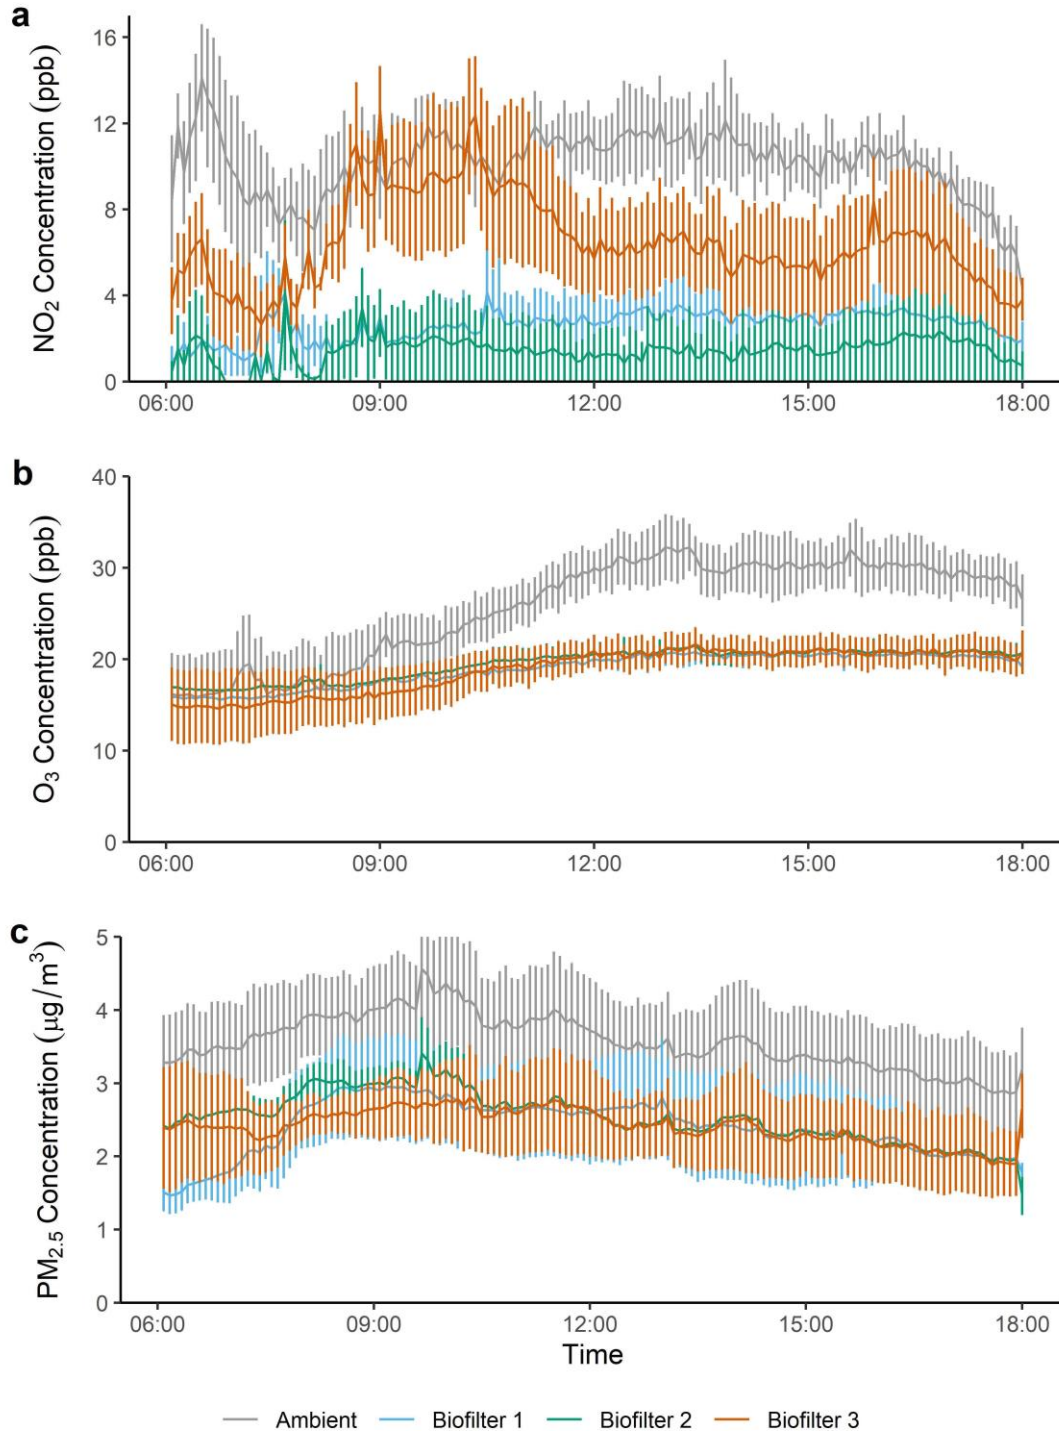 a
NO₂ Concentration (ppb)
16
12
8
4
0
06:00 09:00 12:00 15:00 18:00
b
O₃ Concentration (ppb)
40
30
20
10
0
06:00 09:00 12:00 15:00 18:00
c
PM₂.₅ Concentration (μg/m³)
5
4
3
2
1
0
06:00 09:00 12:00 15:00 18:00
Time
Ambient Biofilter 1 Biofilter 2 Biofilter 3